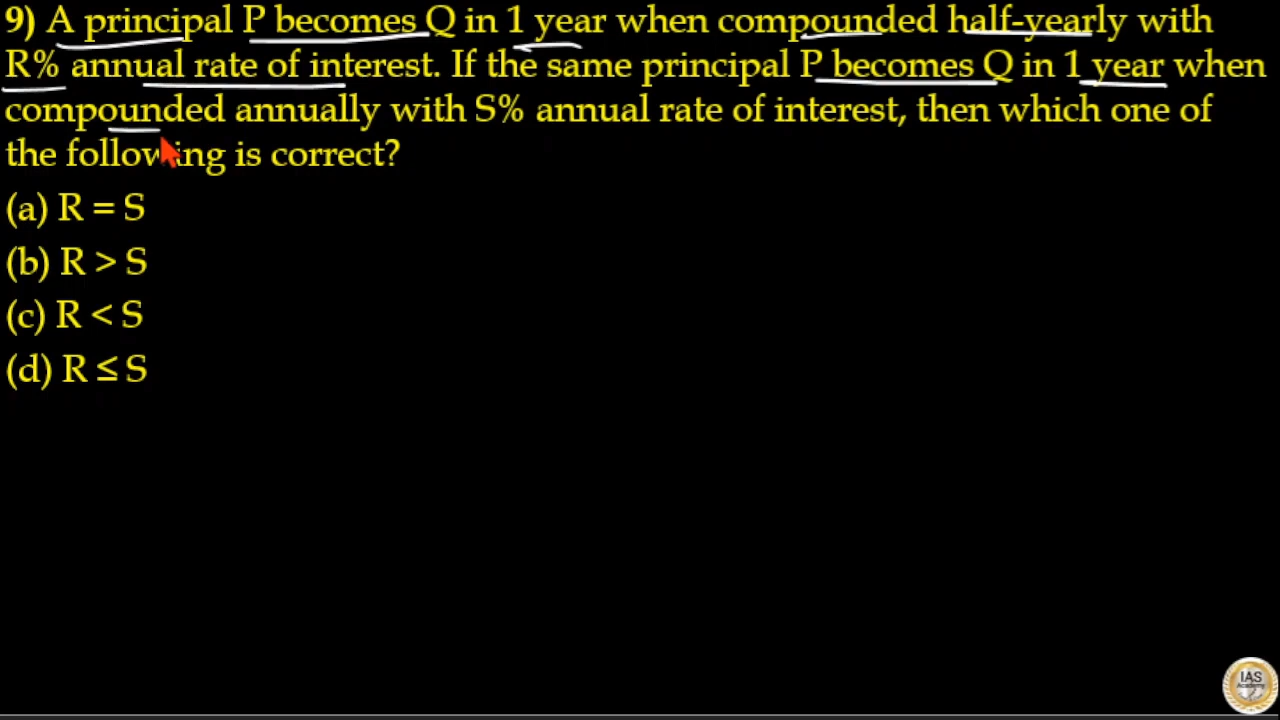 9) A principal P becomes Q in 1 year when compounded half-yearly with
R% annual rate of interest. If the same principal P becomes Q in 1 year when
compounded annually with S% annual rate of interest, then which one of
the following is correct?
(a) R = S
(b) R > S
(c) R < S
(d) R ≤ S
IAS
Academy